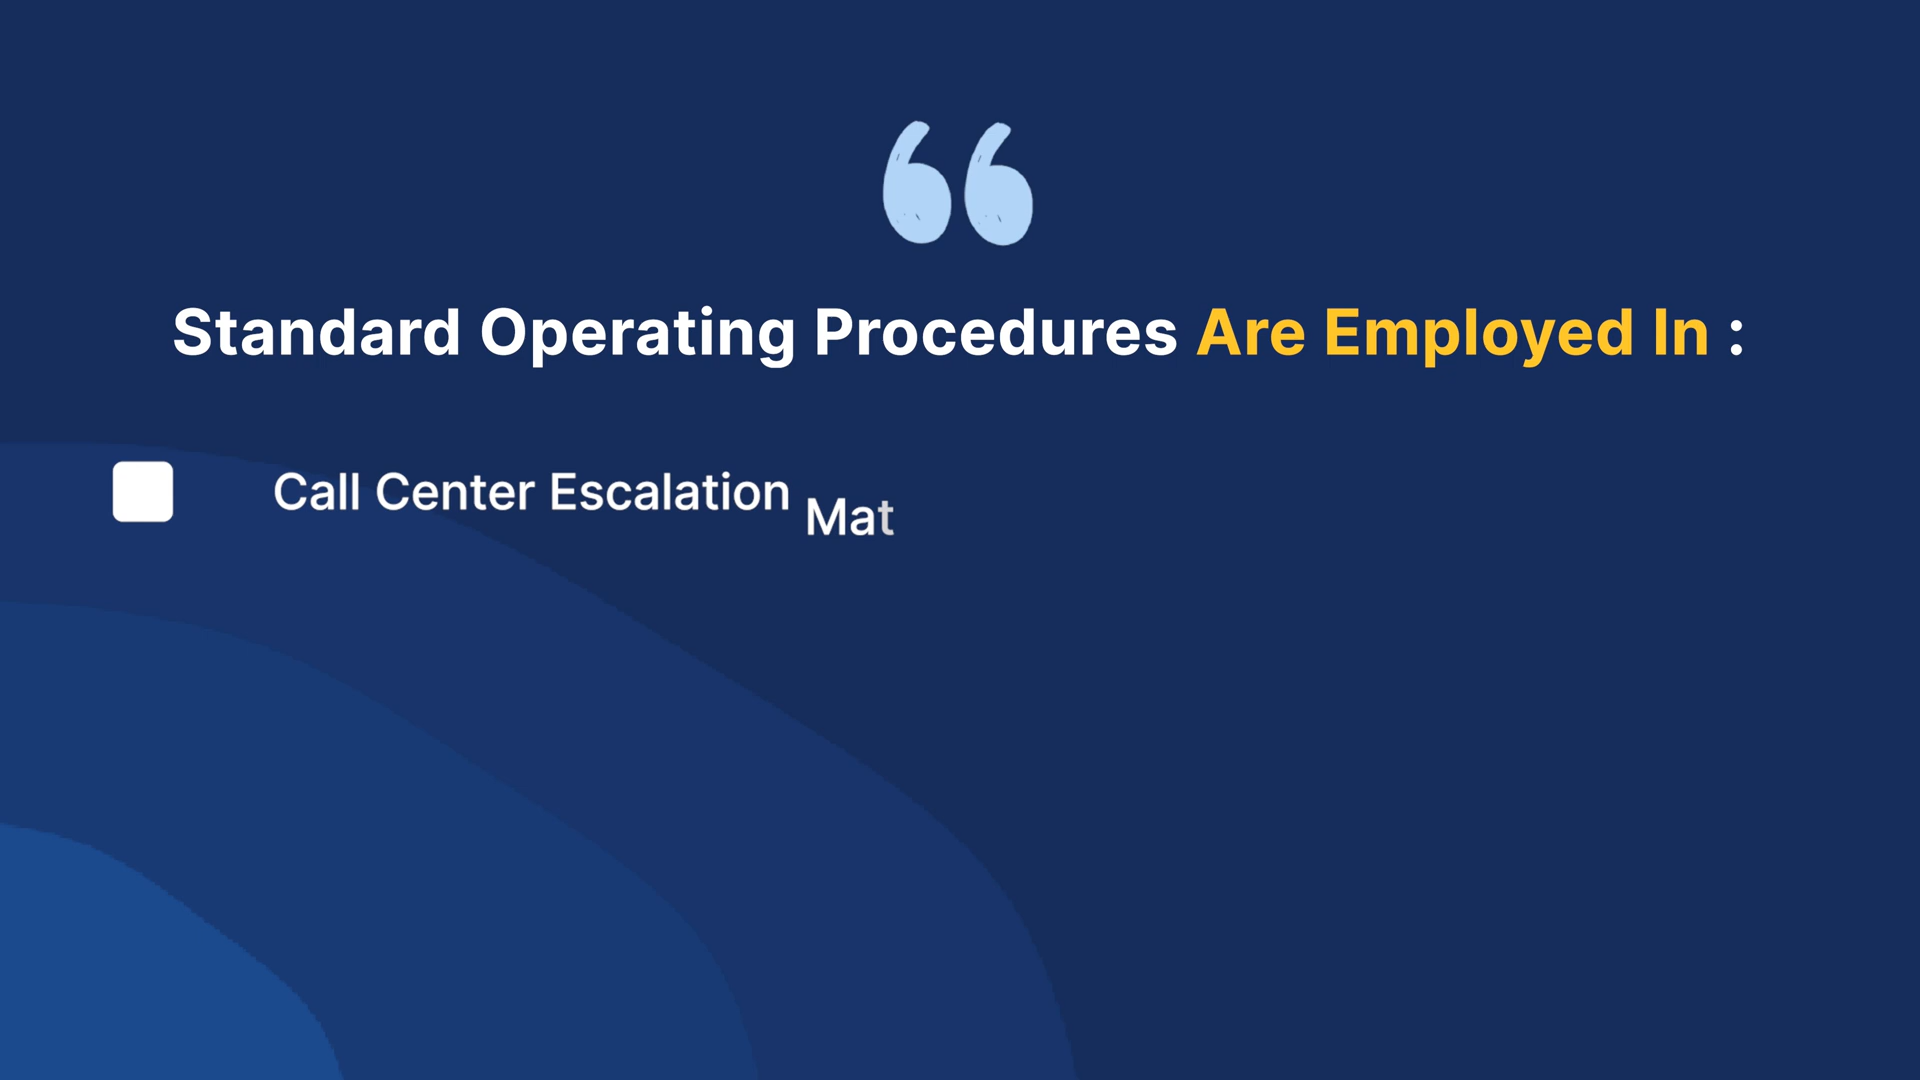 Standard Operating Procedures Are Employed In :
Call Center Escalation Mat